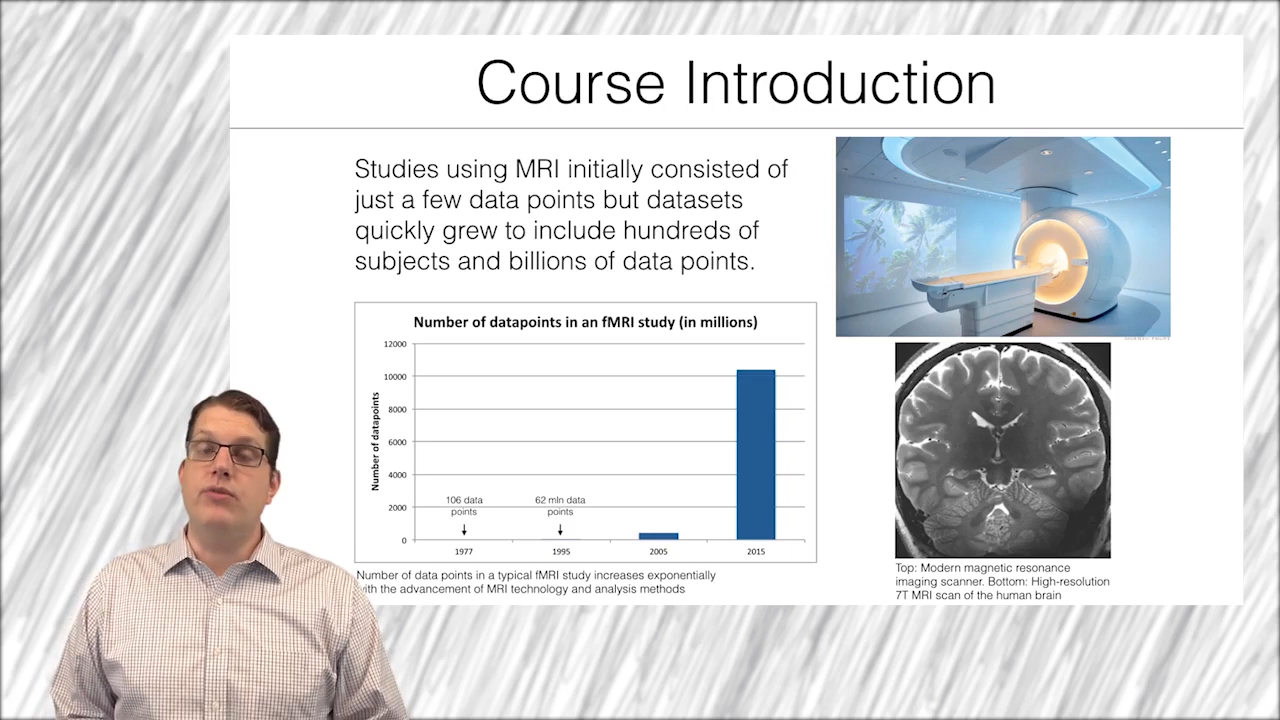 Course Introduction
Studies using MRI initially consisted of
just a few data points but datasets
quickly grew to include hundreds of
subjects and billions of data points.
Number of datapoints in an fMRI study (in millions)
Number of datapoints
12000
10000
8000
6000
4000
2000
0
106 data
points
62 mln data
points
1977
1995
2005
2015
Number of data points in a typical fMRI study increases exponentially
the advancement of MRI technology and analysis methods
Top: Modern magnetic resonance
imaging scanner. Bottom: High-resolution
7T MRI scan of the human brain